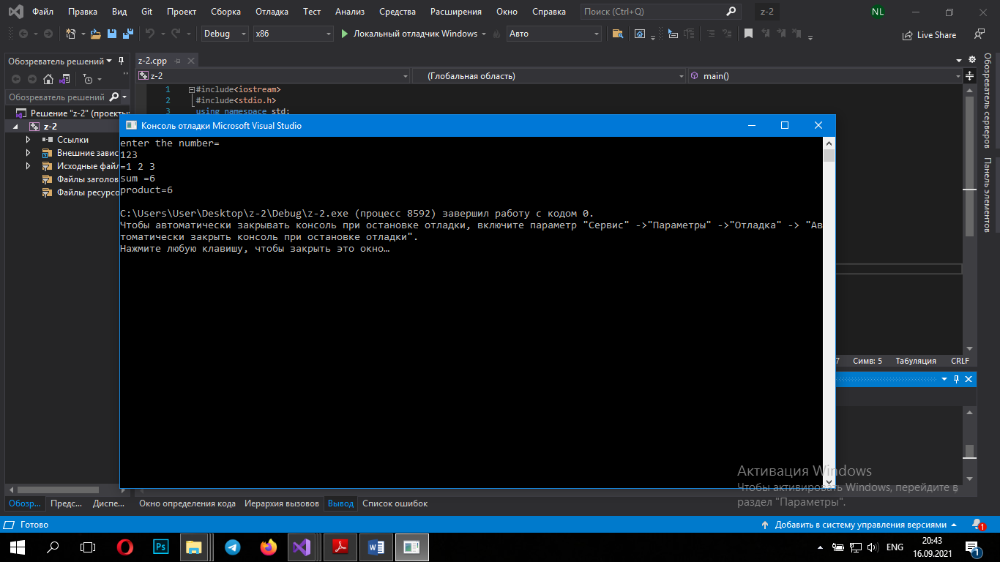 Файл Правка Вид Git Проект Сборка Отладка Тест Анализ Средства Расширения Окно Справка Поиск (Ctrl+Q) z-2 NL
Debug x86 Локальный отладчик Windows Авто Live Share
Обозреватель решений
z-2.cpp
z-2 (Глобальная область) main()
Обозреватель решений
1 #include<iostream>
2 #include<stdio.h>
3 using namespace std;
Решение "z-2" (проекты
z-2
Ссылки
Внешние завис
Исходные фай
Файлы заголов
Файлы ресурсо
Консоль отладки Microsoft Visual Studio
enter the number=
123
=1 2 3
sum =6
product=6
C:\Users\User\Desktop\z-2\Debug\z-2.exe (процесс 8592) завершил работу с кодом 0.
Чтобы автоматически закрывать консоль при остановке отладки, включите параметр "Сервис" ->"Параметры" ->"Отладка" -> "Ав
томатически закрыть консоль при остановке отладки".
Нажмите любую клавишу, чтобы закрыть это окно…
Обозреватель серверов
Панель элементов
7 Симв: 5 Табуляция CRLF
Активация Windows
Чтобы активировать Windows, перейдите в
раздел "Параметры".
Обозр... Предс... Диспе... Окно определения кода Иерархия вызовов Вывод Список ошибок
Готово Добавить в систему управления версиями 1
Ps ENG 20:43
16.09.2021 1